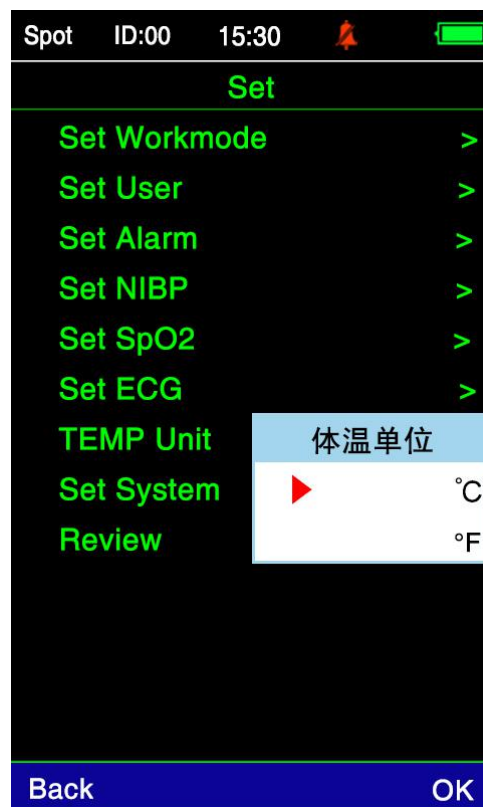 Spot ID:00 15:30
Set
Set Workmode >
Set User >
Set Alarm >
Set NIBP >
Set SpO2 >
Set ECG >
TEMP Unit 体温单位
Set System °C
Review °F
Back OK